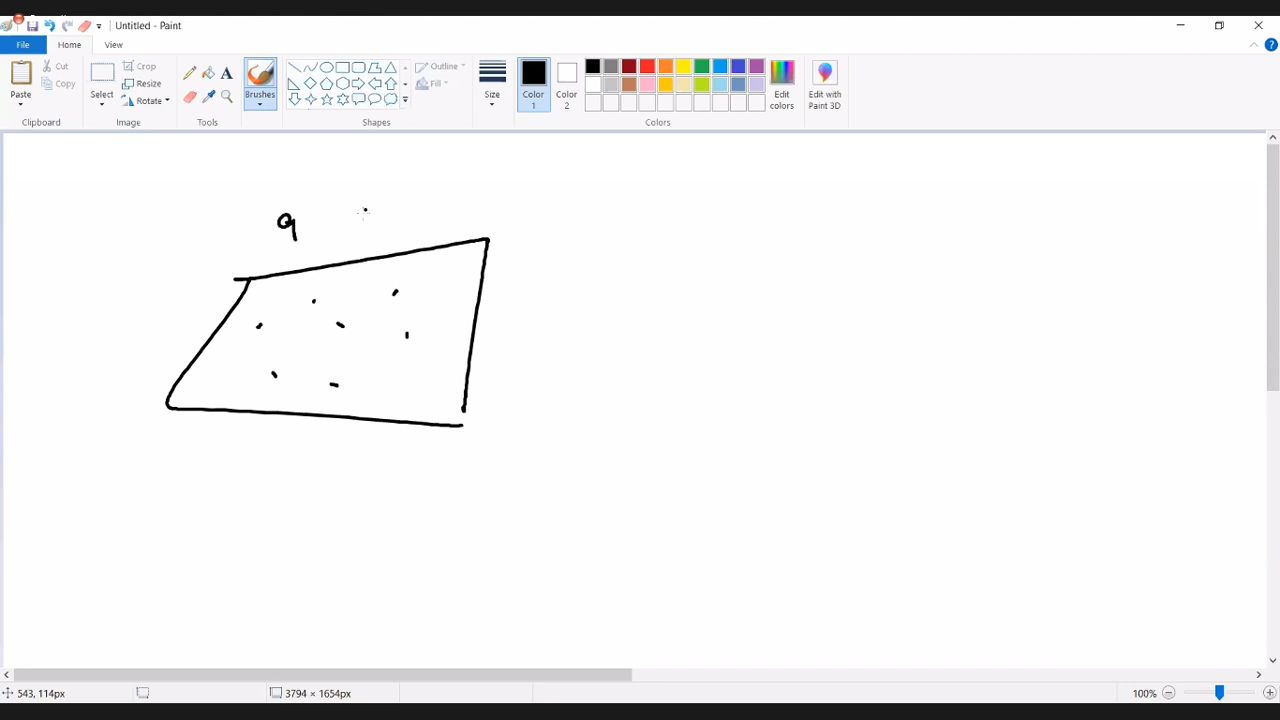 Untitled - Paint
File Home View
Paste
Cut
Copy
Clipboard
Select
Crop
Resize
Rotate
Image
Tools
Brushes
Outline
Fill
Shapes
Size
Color 1
Color 2
Edit colors
Edit with Paint 3D
Colors
9
543, 114px
3794 × 1654px
100%